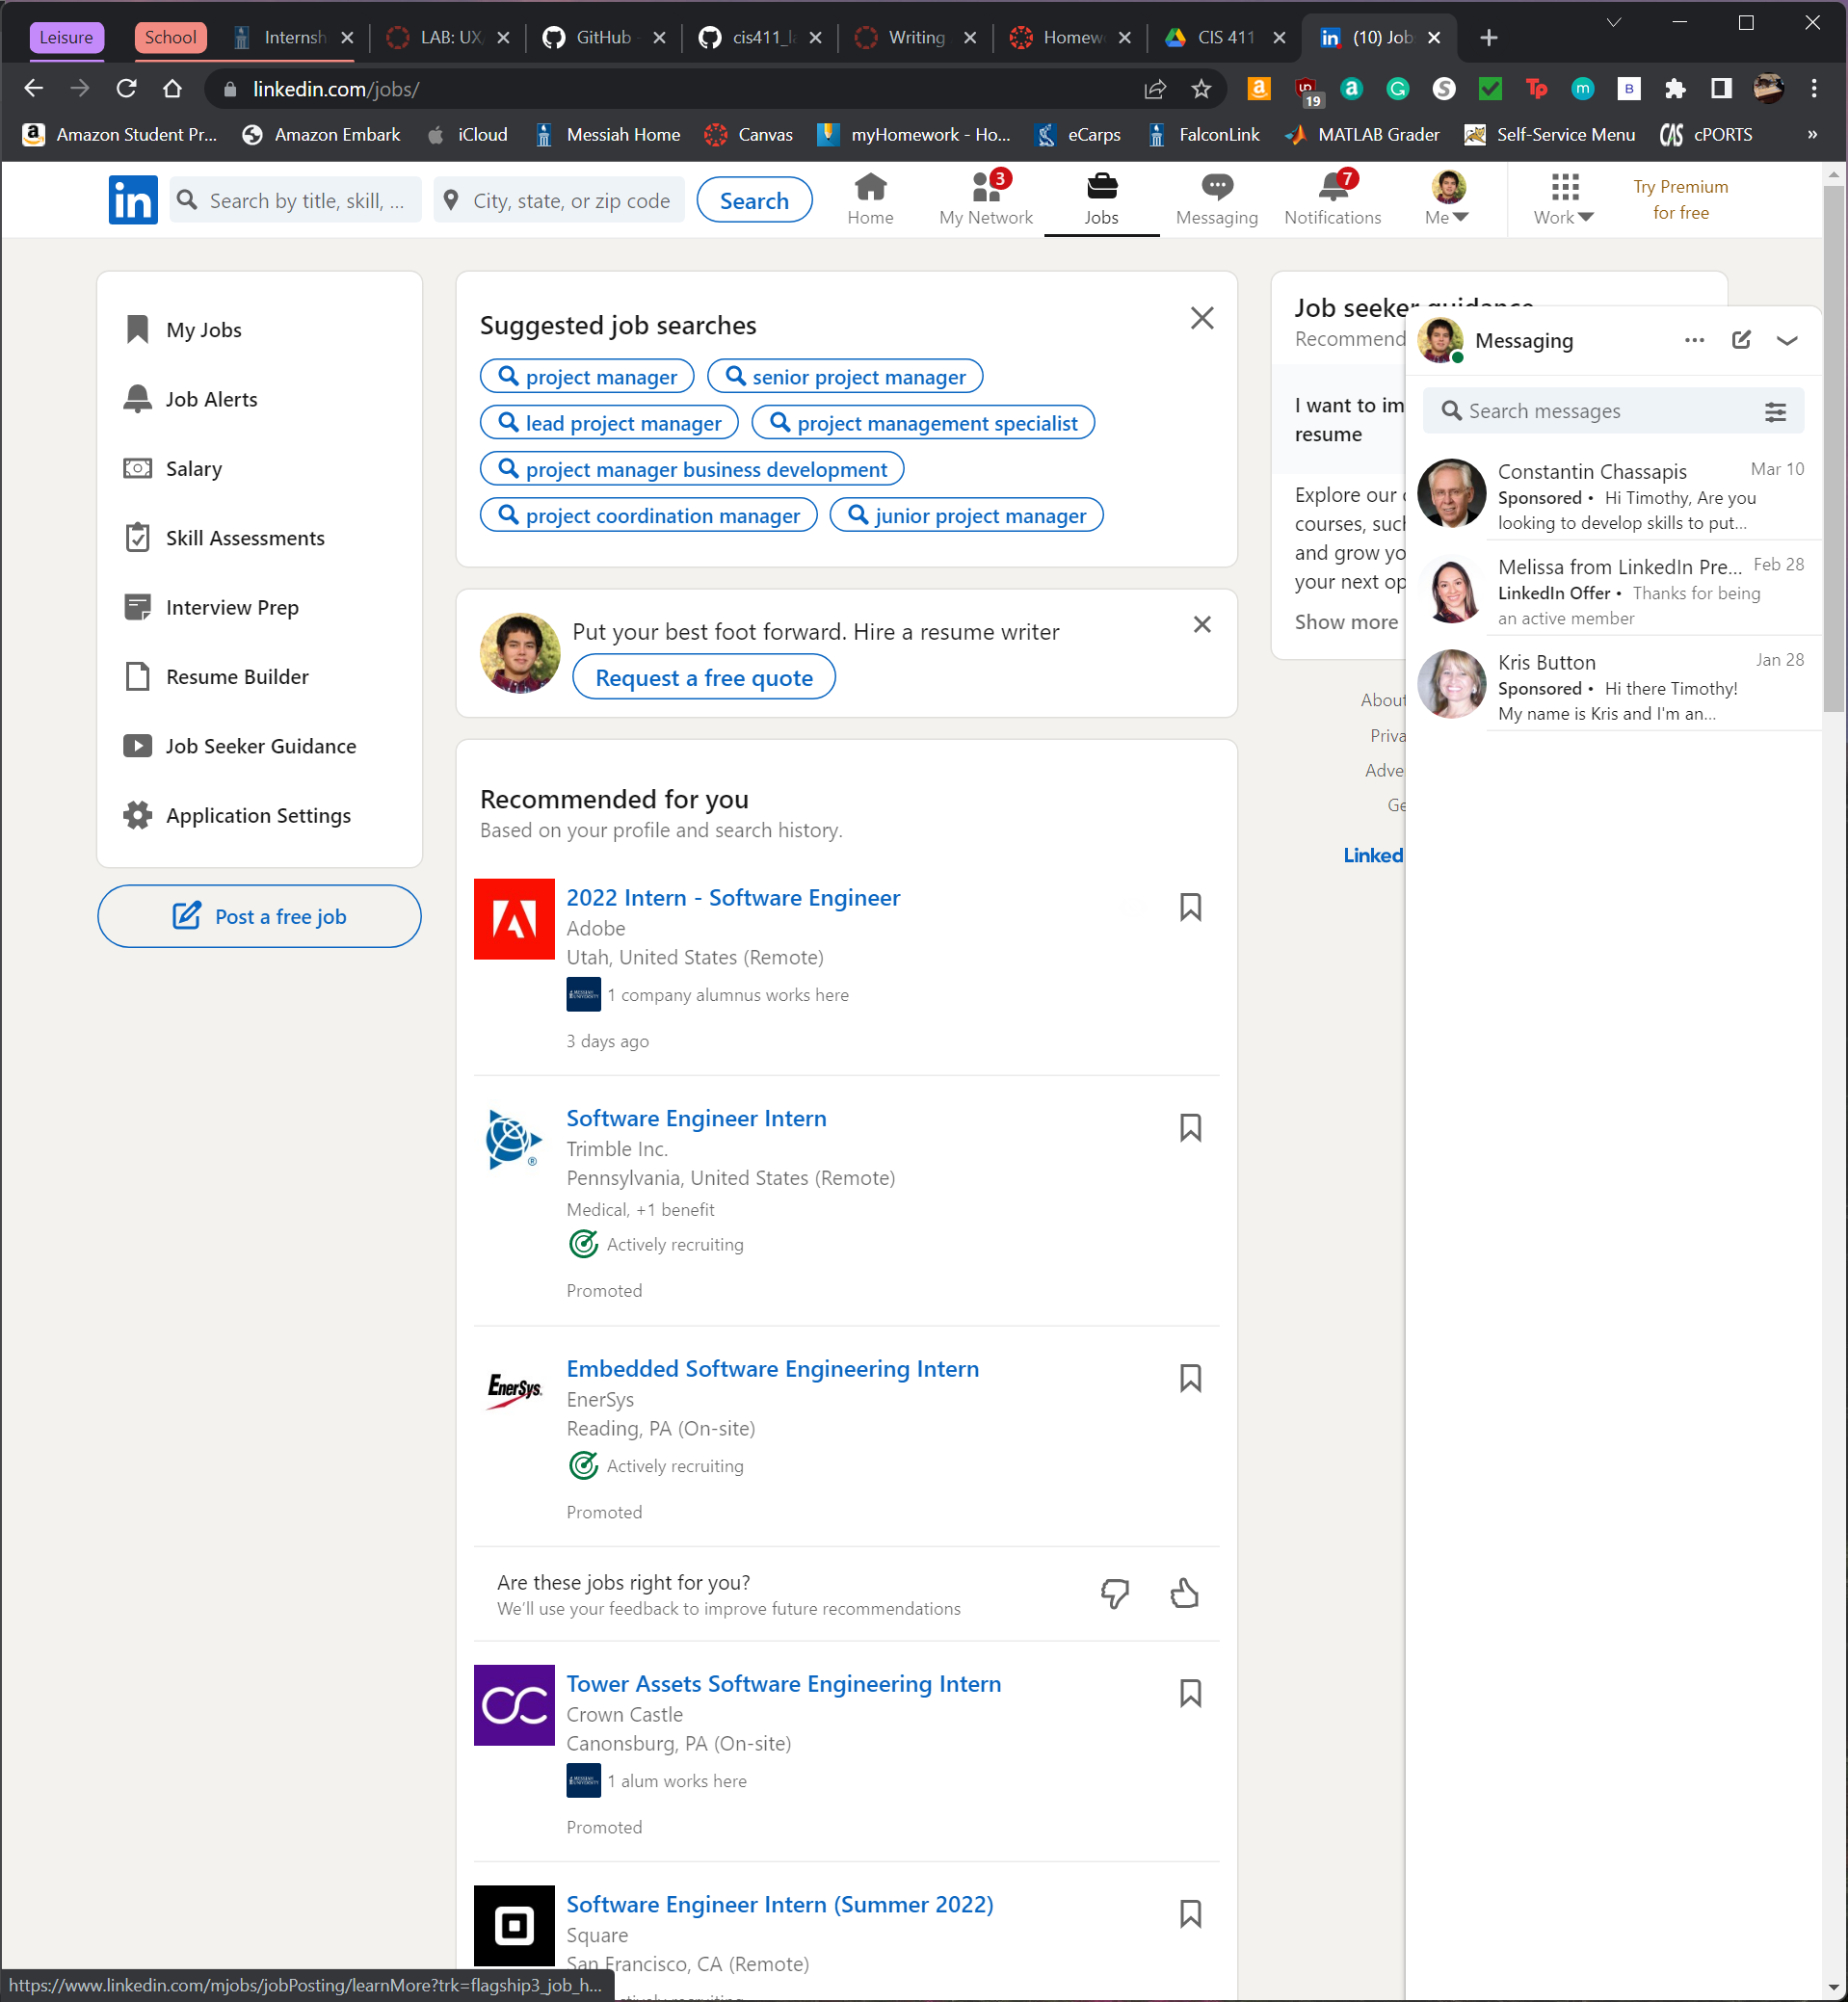 Leisure
School
Internsh
LAB: UX
GitHub
cis411_l
Writing
Homew
CIS 411
(10) Job
linkedin.com/jobs/
19
Amazon Student Pr...
Amazon Embark
iCloud
Messiah Home
Canvas
myHomework - Ho...
eCarps
FalconLink
MATLAB Grader
Self-Service Menu
cPORTS
»
in
Search by title, skill, ...
City, state, or zip code
Search
Home
3
My Network
Jobs
Messaging
7
Notifications
Me
Work
Try Premium
for free
My Jobs
Job Alerts
Salary
Skill Assessments
Interview Prep
Resume Builder
Job Seeker Guidance
Application Settings
Post a free job
Suggested job searches
project manager
senior project manager
lead project manager
project management specialist
project manager business development
project coordination manager
junior project manager
Put your best foot forward. Hire a resume writer
Request a free quote
Recommended for you
Based on your profile and search history.
2022 Intern - Software Engineer
Adobe
Utah, United States (Remote)
1 company alumnus works here
3 days ago
Software Engineer Intern
Trimble Inc.
Pennsylvania, United States (Remote)
Medical, +1 benefit
Actively recruiting
Promoted
EnerSys
Embedded Software Engineering Intern
EnerSys
Reading, PA (On-site)
Actively recruiting
Promoted
Are these jobs right for you?
We'll use your feedback to improve future recommendations
Tower Assets Software Engineering Intern
Crown Castle
Canonsburg, PA (On-site)
1 alum works here
Promoted
Software Engineer Intern (Summer 2022)
Square
San Francisco, CA (Remote)
Job seeker guidance
Recommend
I want to im
resume
Explore our
courses, suc
and grow yo
your next op
Show more
About
Priva
Adve
Ge
Linked
Messaging
Search messages
Constantin Chassapis
Mar 10
Sponsored • Hi Timothy, Are you
looking to develop skills to put...
Melissa from LinkedIn Pre...
Feb 28
LinkedIn Offer • Thanks for being
an active member
Kris Button
Jan 28
Sponsored • Hi there Timothy!
My name is Kris and I'm an...
https://www.linkedin.com/mjobs/jobPosting/learnMore?trk=flagship3_job_h...